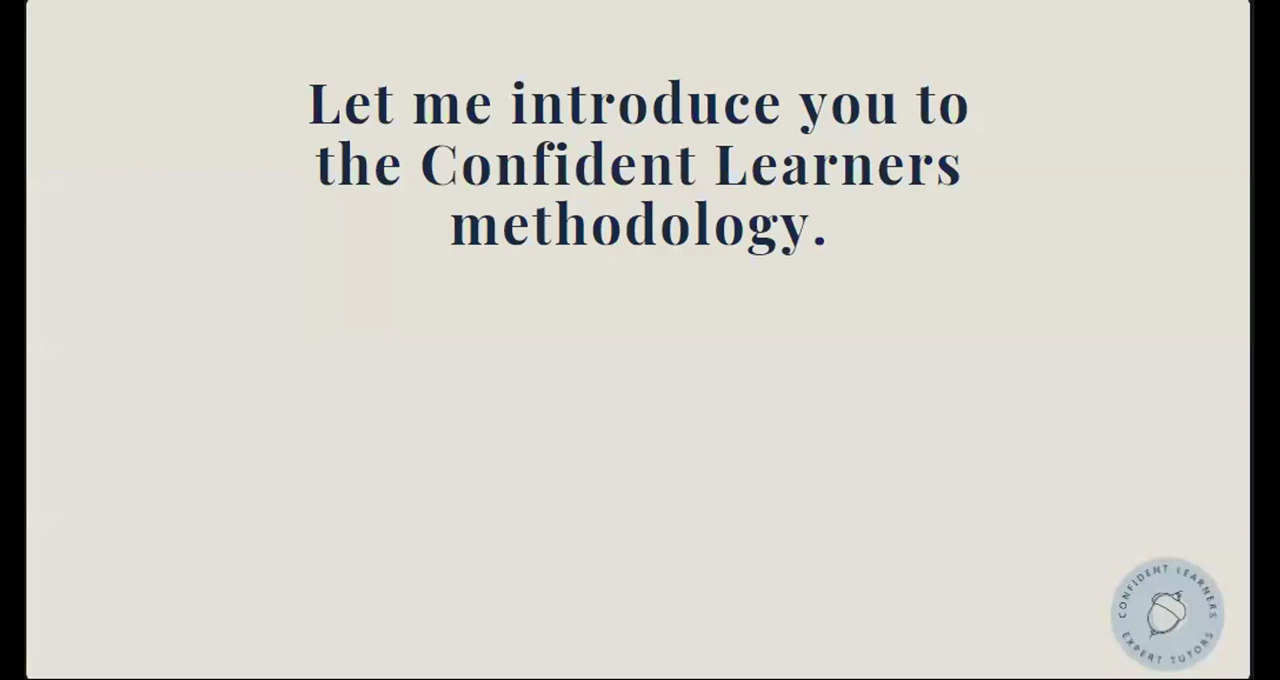 Let me introduce you to
the Confident Learners
methodology.
CONFIDENT LEARNERS
EXPERT TUTORS